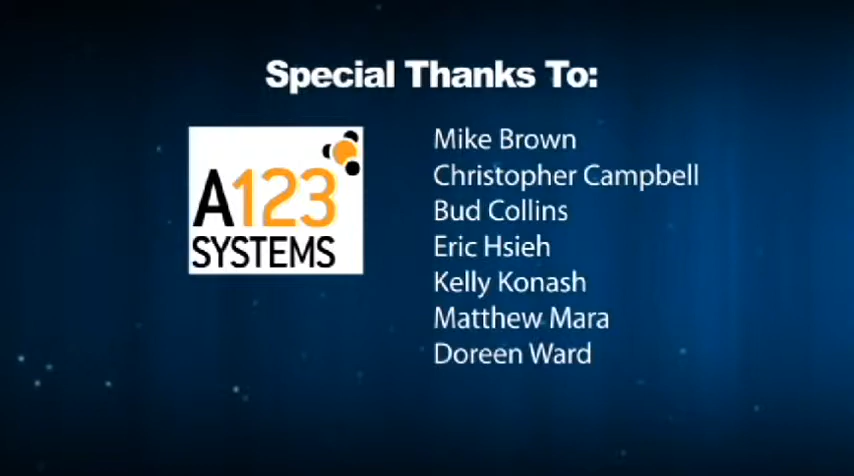 Special Thanks To:
A123
SYSTEMS
Mike Brown
Christopher Campbell
Bud Collins
Eric Hsieh
Kelly Konash
Matthew Mara
Doreen Ward